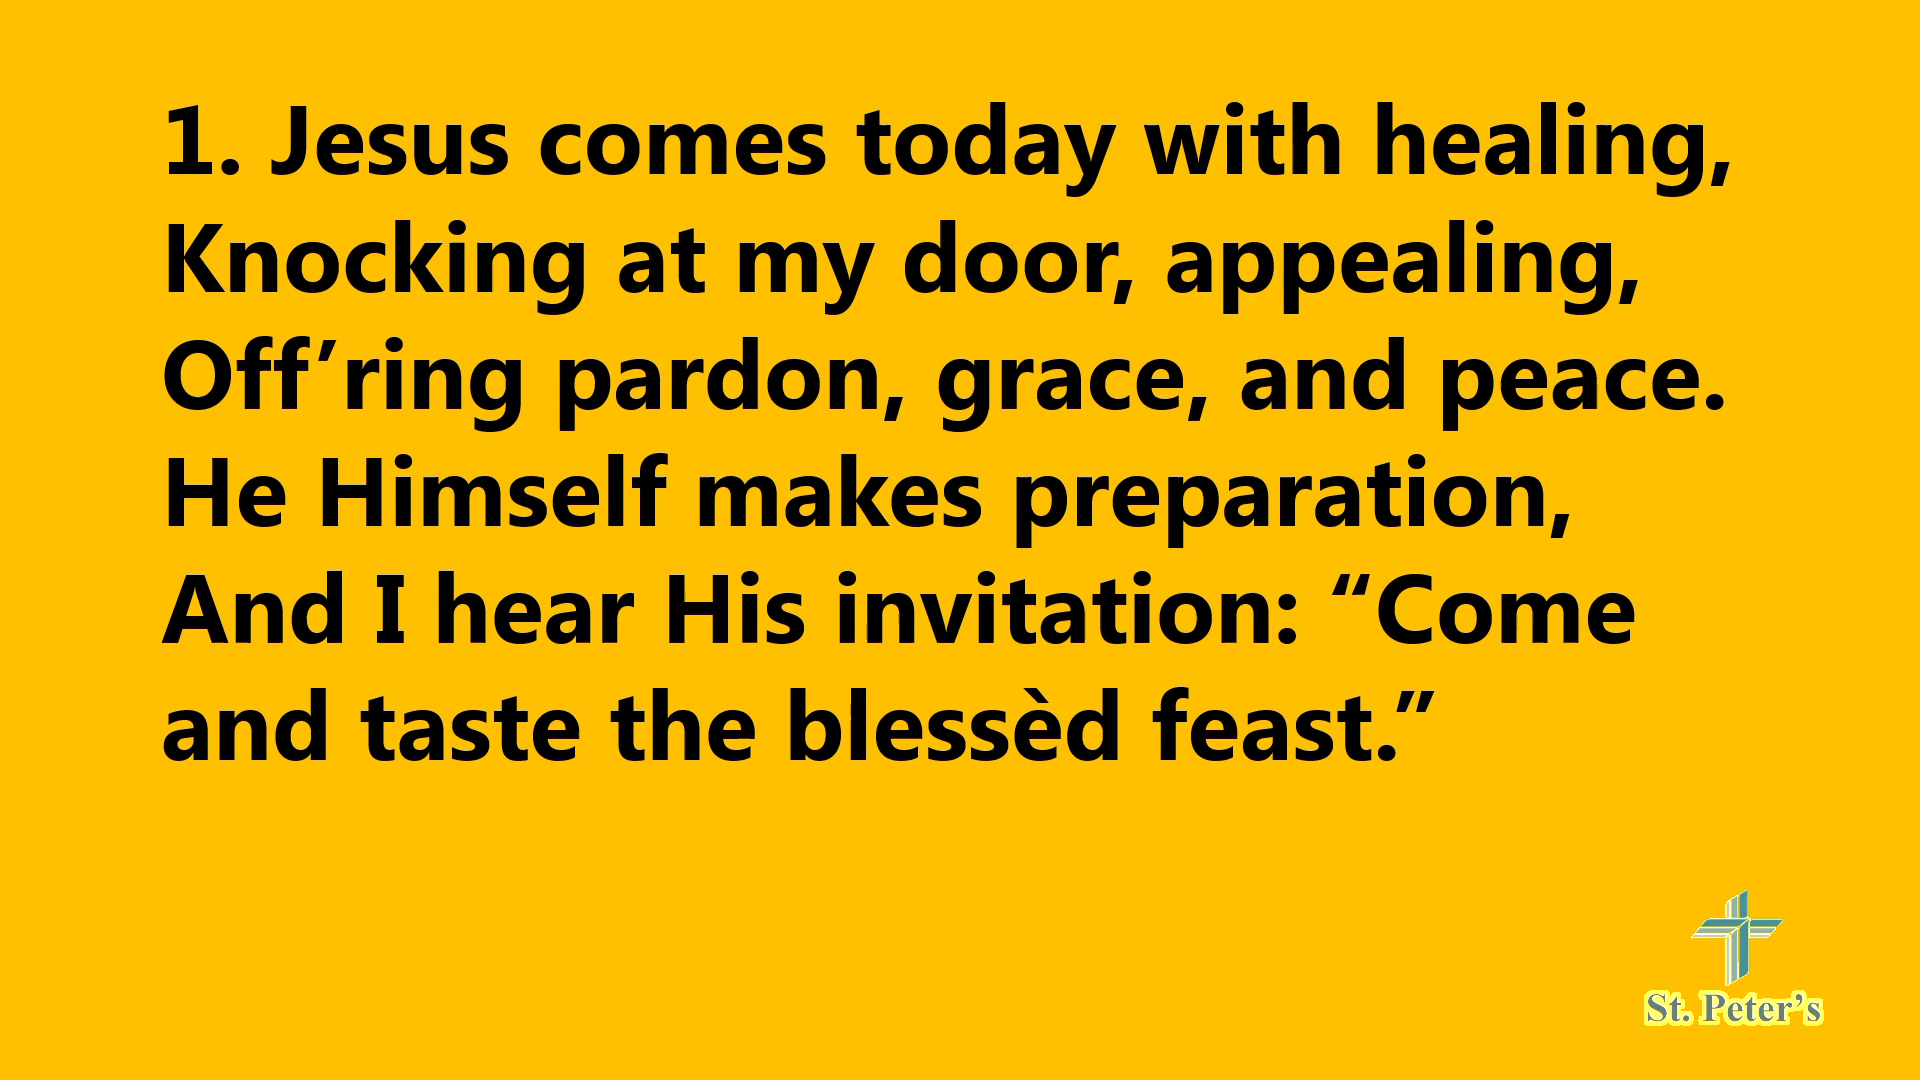 1. Jesus comes today with healing,
Knocking at my door, appealing,
Off’ring pardon, grace, and peace.
He Himself makes preparation,
And I hear His invitation: “Come
and taste the blessèd feast.”
St. Peter’s